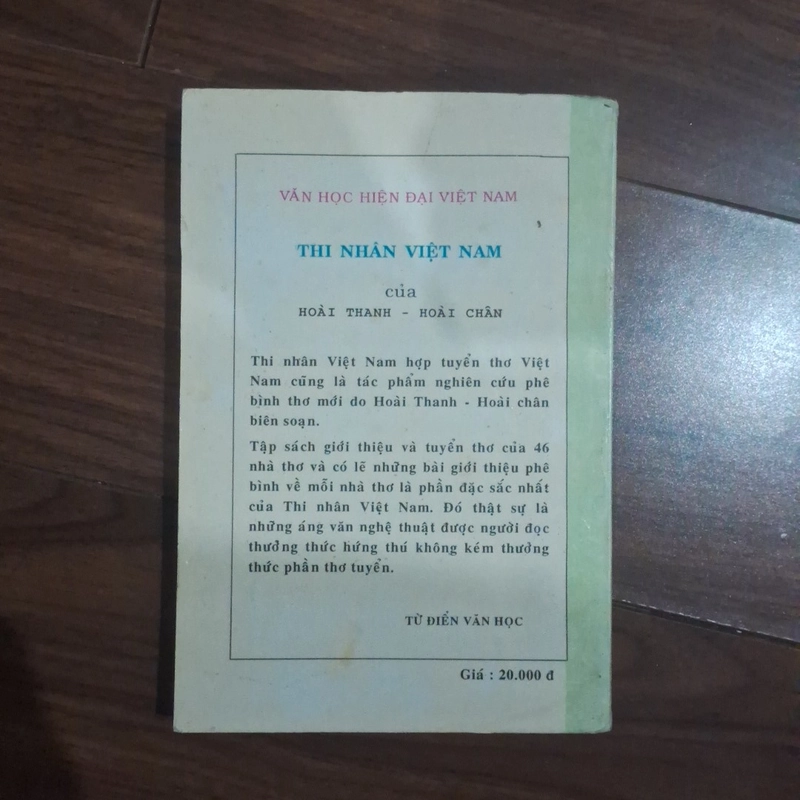 VĂN HỌC HIỆN ĐẠI VIỆT NAM
THI NHÂN VIỆT NAM
của
HOÀI THANH - HOÀI CHÂN
Thi nhân Việt Nam hợp tuyển thơ Việt
Nam cũng là tác phẩm nghiên cứu phê
bình thơ mới do Hoài Thanh - Hoài chân
biên soạn.
Tập sách giới thiệu và tuyển thơ của 46
nhà thơ và có lẽ những bài giới thiệu phê
bình về mỗi nhà thơ là phần đặc sắc nhất
của Thi nhân Việt Nam. Đó thật sự là
những áng văn nghệ thuật được người đọc
thưởng thức hứng thú không kém thưởng
thức phần thơ tuyển.
TỪ ĐIỂN VĂN HỌC
Giá : 20.000 đ